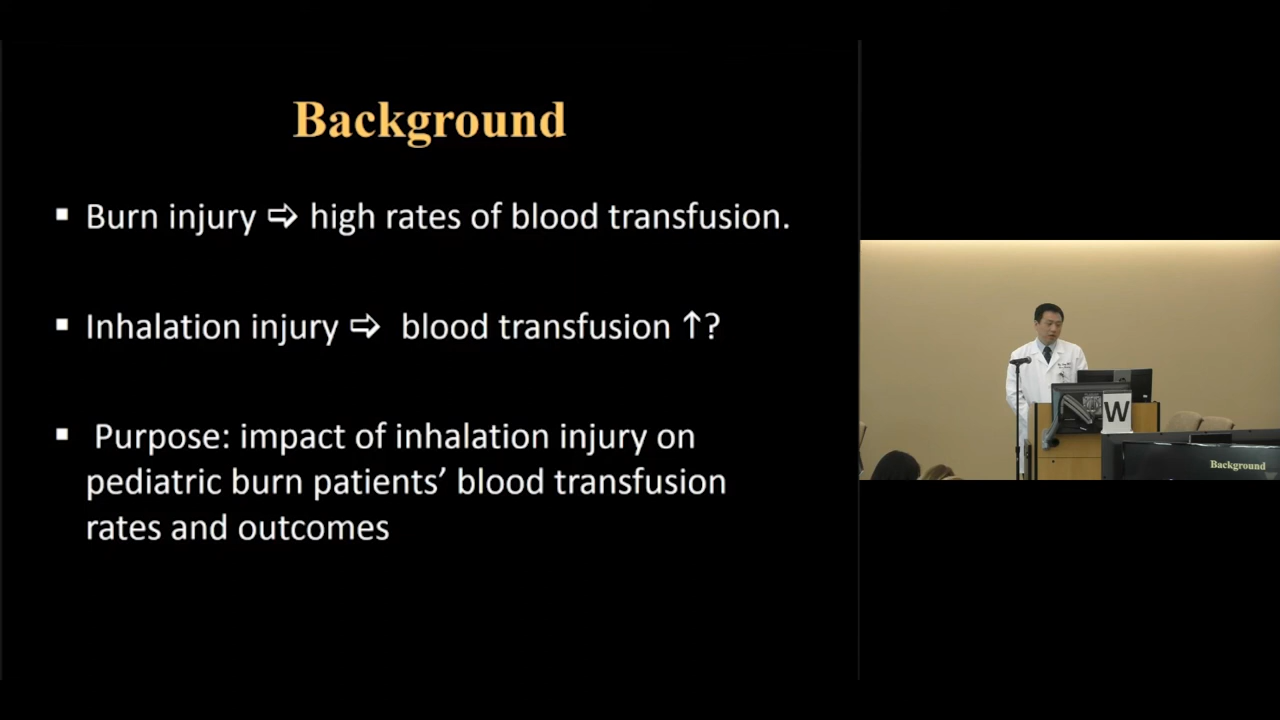 Background
▪ Burn injury ⇨ high rates of blood transfusion.
▪ Inhalation injury ⇨ blood transfusion ↑?
▪ Purpose: impact of inhalation injury on
pediatric burn patients’ blood transfusion
rates and outcomes
W
Background